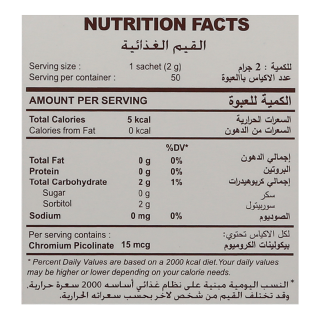 NUTRITION FACTS
القيم الغذائية
Serving size : 1 sachet (2 g) للكمية : 2 جرام
Serving per container : 50 عدد الاكياس بالعبوة
AMOUNT PER SERVING الكمية للعبوة
Total Calories 5 kcal السعرات الحرارية
Calories from Fat 0 kcal السعرات من الدهون
%DV*
Total Fat 0 g 0% إجمالي الدهون
Protein 0 g 0% البروتين
Total Carbohydrate 2 g 1% إجمالي كربوهيدرات
Sugar 0 g سكر
Sorbitol 2 g سوربيتول
Sodium 0 mg 0% الصوديوم
Per serving contains : لكل الاكياس تحتوي:
Chromium Picolinate 15 mcg بيكولينات الكروميوم
* Percent Daily Values are based on a 2000 kcal diet. Your daily values
may be higher or lower depending on your calorie needs.
* النسب اليومية مبنية على نظام غذائي أساسه 2000 سعرة حرارية.
وقد تختلف القيم من شخص لآخر بحسب سعراته الحرارية.